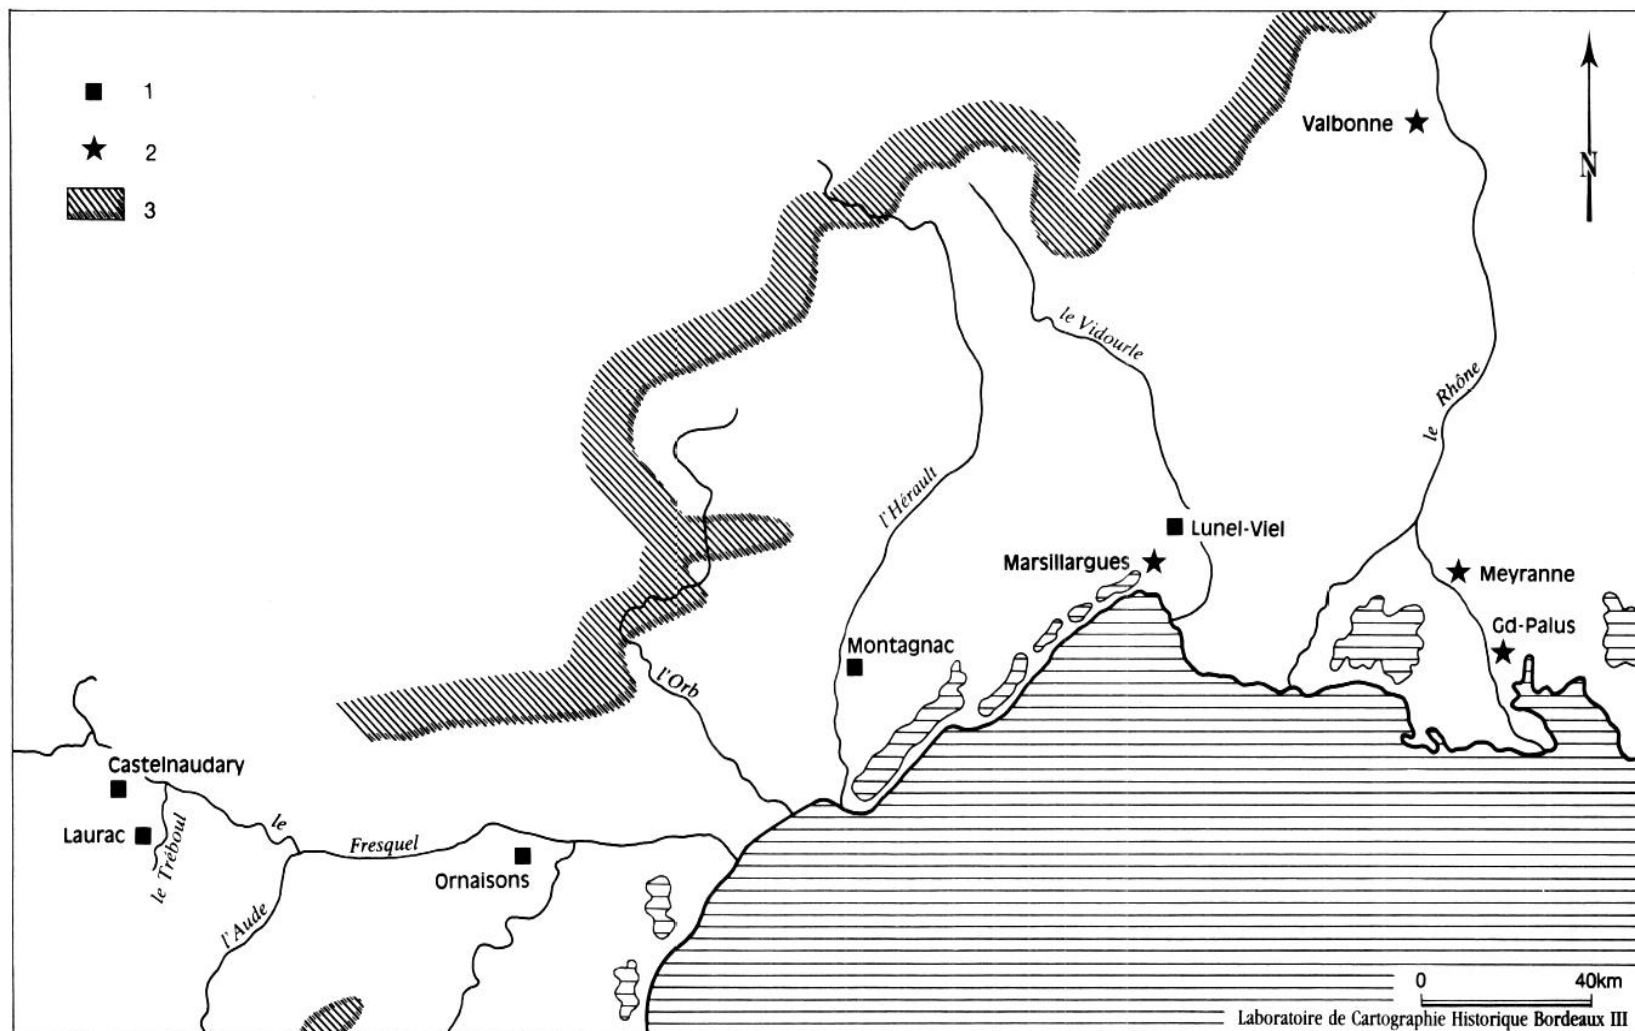 1
2
3
N
Valbonne
le Vidourle
le Rhône
l'Hérault
Lunel-Viel
Marsillargues
Meyranne
Gd-Palus
Montagnac
l'Orb
Castelnaudary
Laurac
le Tréboul
le Fresquel
Ornaisons
l'Aude
0 40km
Laboratoire de Cartographie Historique Bordeaux III